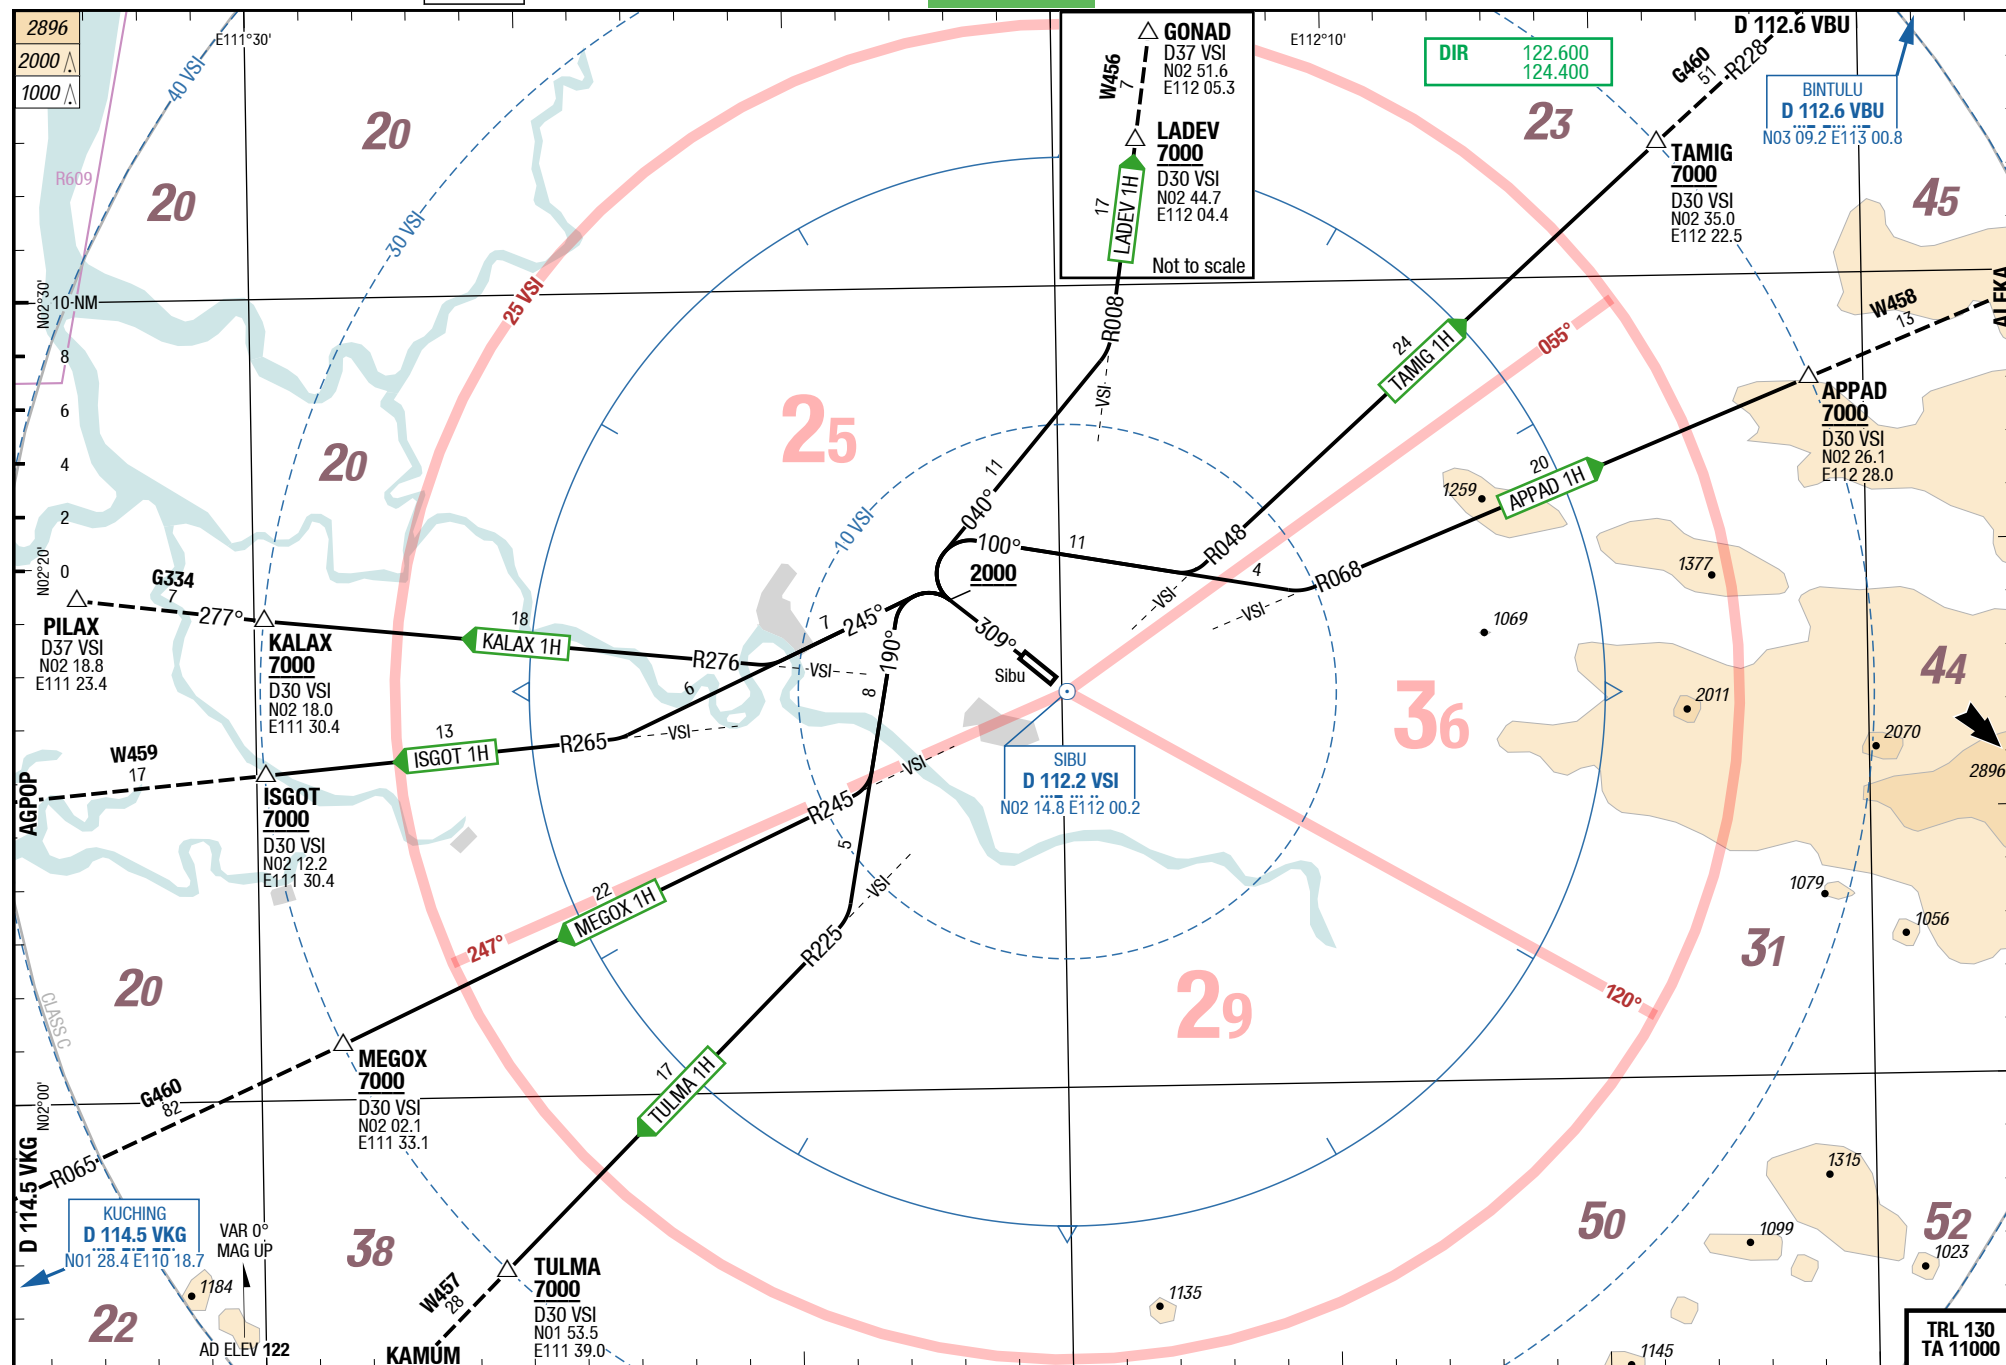 2896
2000
1000
E111°30'
40 VSI
20
R609
20
30 VSI
25 VSI
N02°30'
10 NM
8
6
4
2
0
N02°20'
20
GONAD
D37 VSI
N02 51.6
E112 05.3
W456
7
LADEV
7000
D30 VSI
N02 44.7
E112 04.4
17
LADEV 1H
Not to scale
R008
VSI
E112°10'
DIR 122.600
124.400
23
D 112.6 VBU
G460
51
R228
BINTULU
D 112.6 VBU
N03 09.2 E113 00.8
TAMIG
7000
D30 VSI
N02 35.0
E112 22.5
45
ALEKA
W458
13
24
TAMIG 1H
055°
APPAD
7000
D30 VSI
N02 26.1
E112 28.0
20
APPAD 1H
25
10 VSI
11
040°
100°
11
2000
R048
VSI
4
R068
VSI
1259
1377
1069
G334
7
277°
PILAX
D37 VSI
N02 18.8
E111 23.4
KALAX
7000
D30 VSI
N02 18.0
E111 30.4
18
KALAX 1H
R276
VSI
7
245°
190°
309°
Sibu
6
8
13
ISGOT 1H
R265
VSI
W459
17
AGPOP
ISGOT
7000
D30 VSI
N02 12.2
E111 30.4
R245
VSI
5
SIBU
D 112.2 VSI
N02 14.8 E112 00.2
36
2011
44
2070
2896
1079
1056
31
22
MEGOX 1H
247°
R225
VSI
29
120°
20
CLASS C
MEGOX
7000
D30 VSI
N02 02.1
E111 33.1
G460
82
N02°00'
R065
D 114.5 VKG
KUCHING
D 114.5 VKG
N01 28.4 E110 18.7
VAR 0°
MAG UP
17
TULMA 1H
38
1184
22
AD ELEV 122
W457
28
KAMUM
TULMA
7000
D30 VSI
N01 53.5
E111 39.0
1135
50
1315
1099
52
1023
1145
TRL 130
TA 11000